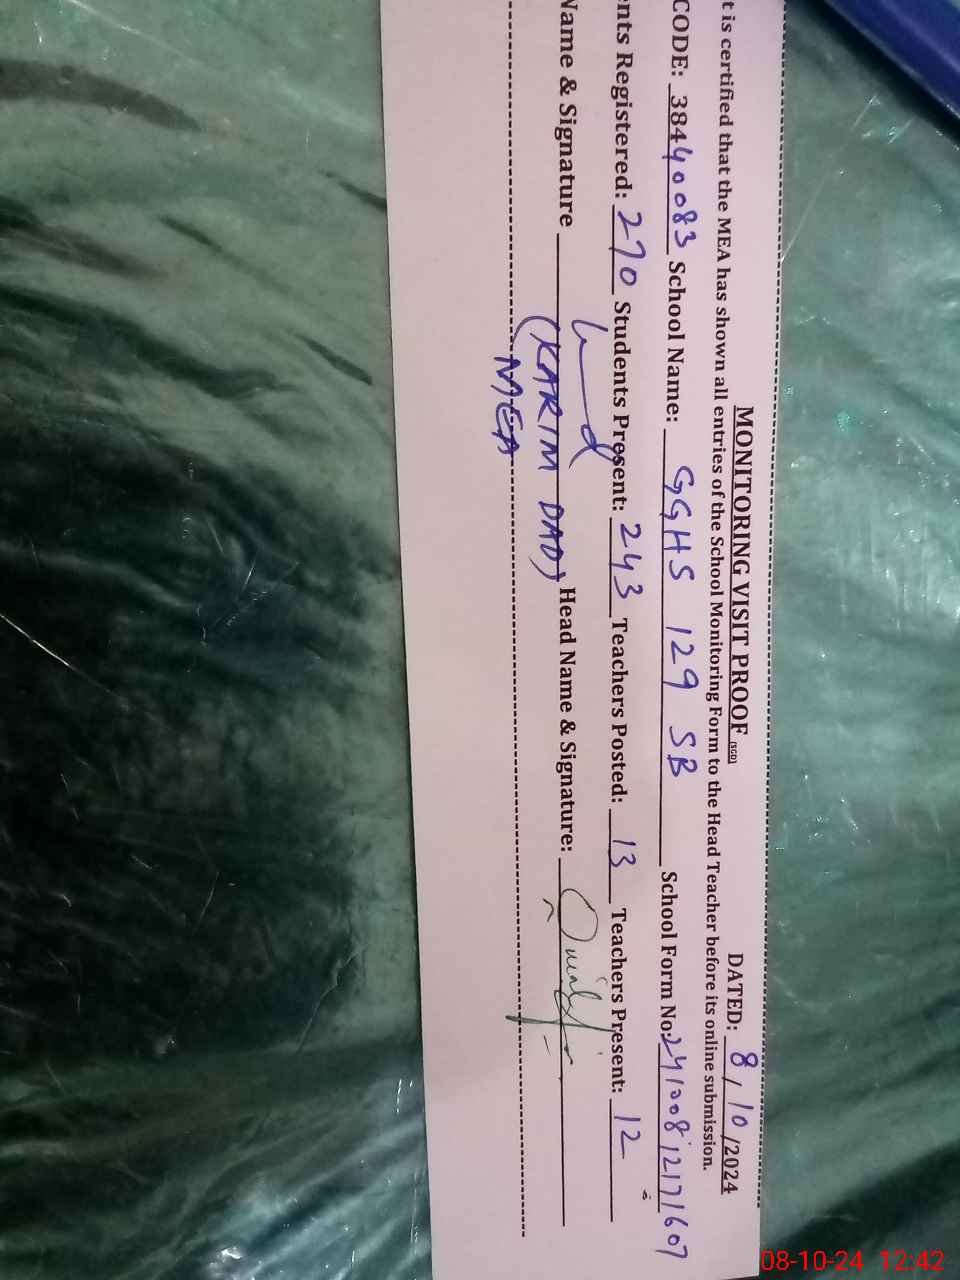 MONITORING VISIT PROOF (SGD) DATED: 8/10/2024
t is certified that the MEA has shown all entries of the School Monitoring Form to the Head Teacher before its online submission.
CODE: 38440083 School Name: GGHS 129 SB School Form No: 24100812171607
nts Registered: 270 Students Present: 243 Teachers Posted: 13 Teachers Present: 12
Name & Signature (KARIM DAD) Head Name & Signature:
MEA
08-10-24 12:42